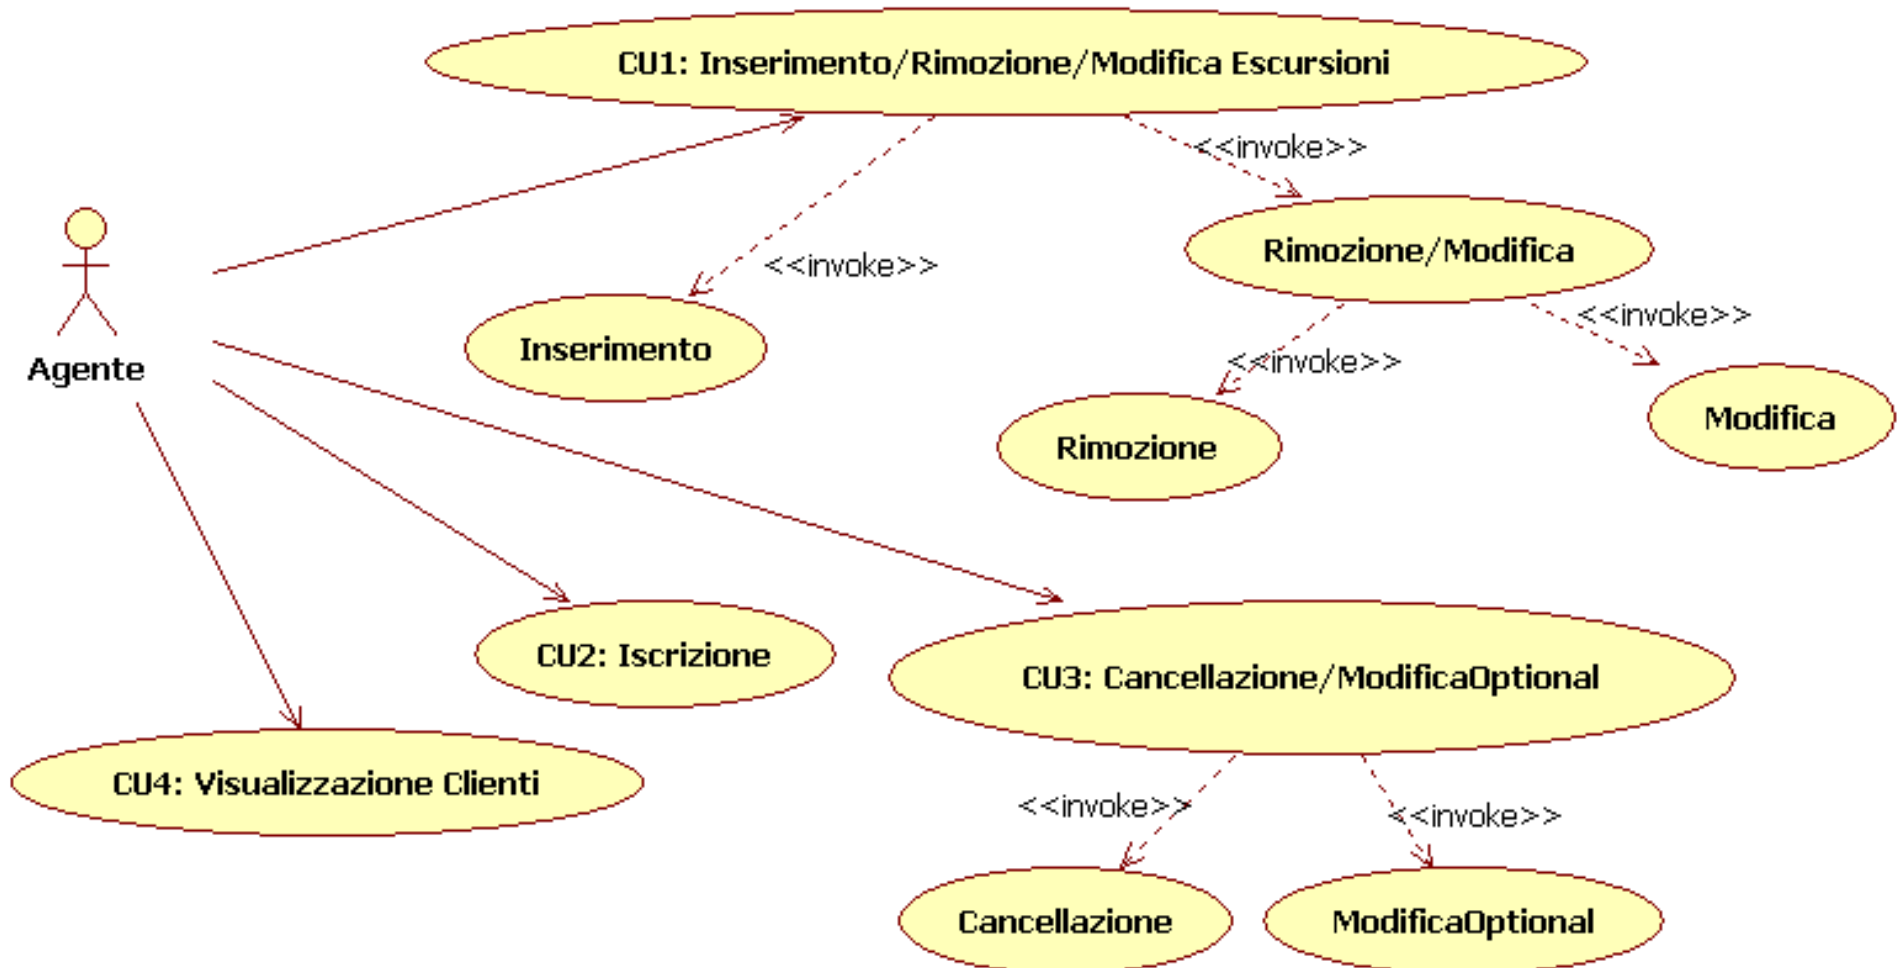 CU1: Inserimento/Rimozione/Modifica Escursioni
<<invoke>>
<<invoke>>
Rimozione/Modifica
<<invoke>>
Inserimento
<<invoke>>
Agente
Modifica
Rimozione
CU2: Iscrizione
CU3: Cancellazione/ModificaOptional
CU4: Visualizzazione Clienti
<<invoke>>
<<invoke>>
Cancellazione
ModificaOptional